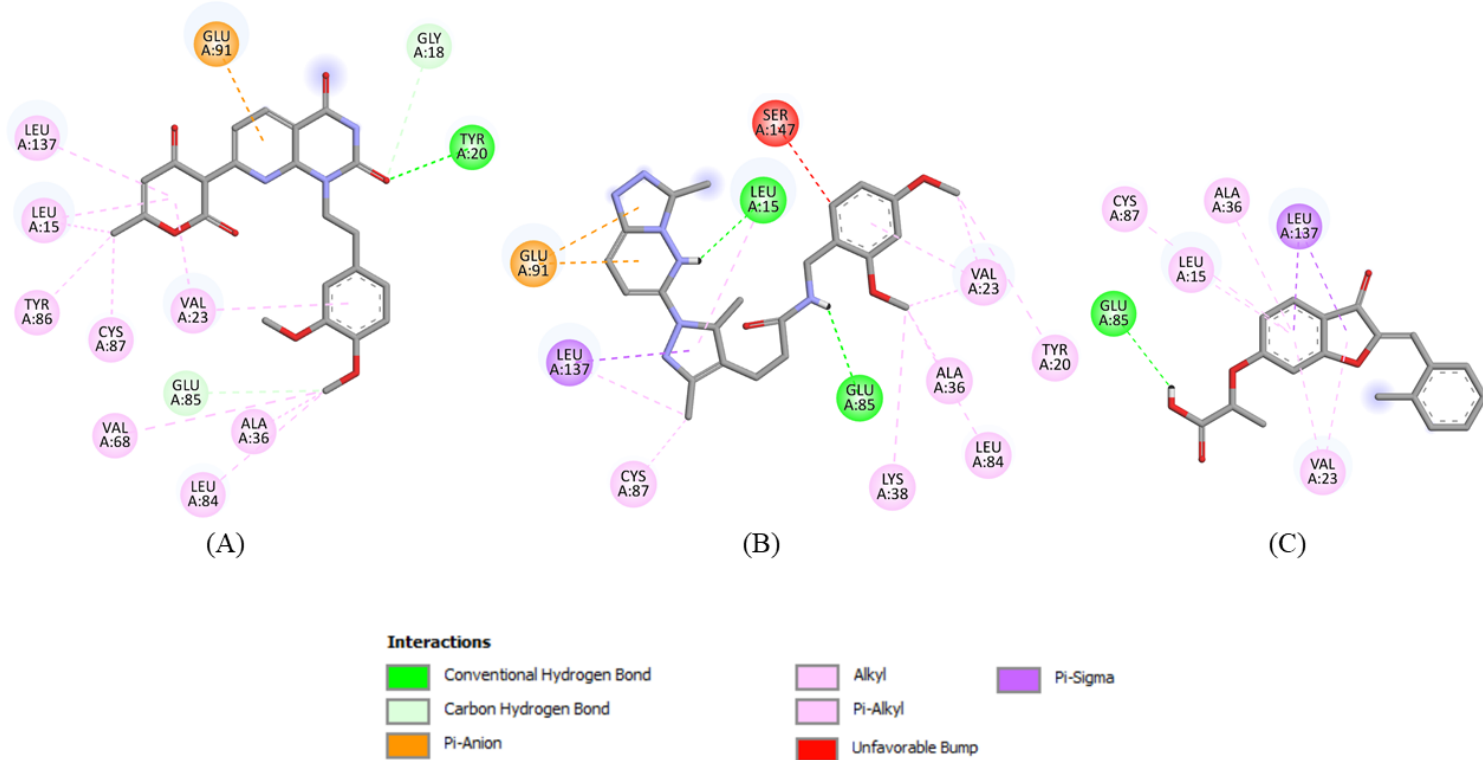 GLU
A:91
GLY
A:18
LEU
A:137
TYR
A:20
LEU
A:15
TYR
A:86
CYS
A:87
VAL
A:23
GLU
A:85
VAL
A:68
ALA
A:36
LEU
A:84
(A)
SER
A:147
LEU
A:15
GLU
A:91
VAL
A:23
LEU
A:137
TYR
A:20
ALA
A:36
GLU
A:85
LEU
A:84
CYS
A:87
LYS
A:38
(B)
CYS
A:87
ALA
A:36
LEU
A:137
LEU
A:15
GLU
A:85
VAL
A:23
(C)
Interactions
Conventional Hydrogen Bond
Carbon Hydrogen Bond
Pi-Anion
Alkyl
Pi-Alkyl
Unfavorable Bump
Pi-Sigma